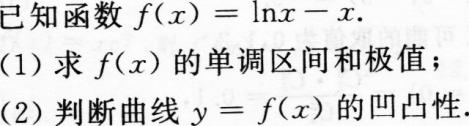 已知函数 f(x) = lnx − x.
(1) 求 f(x) 的单调区间和极值;
(2) 判断曲线 y = f(x) 的凹凸性.